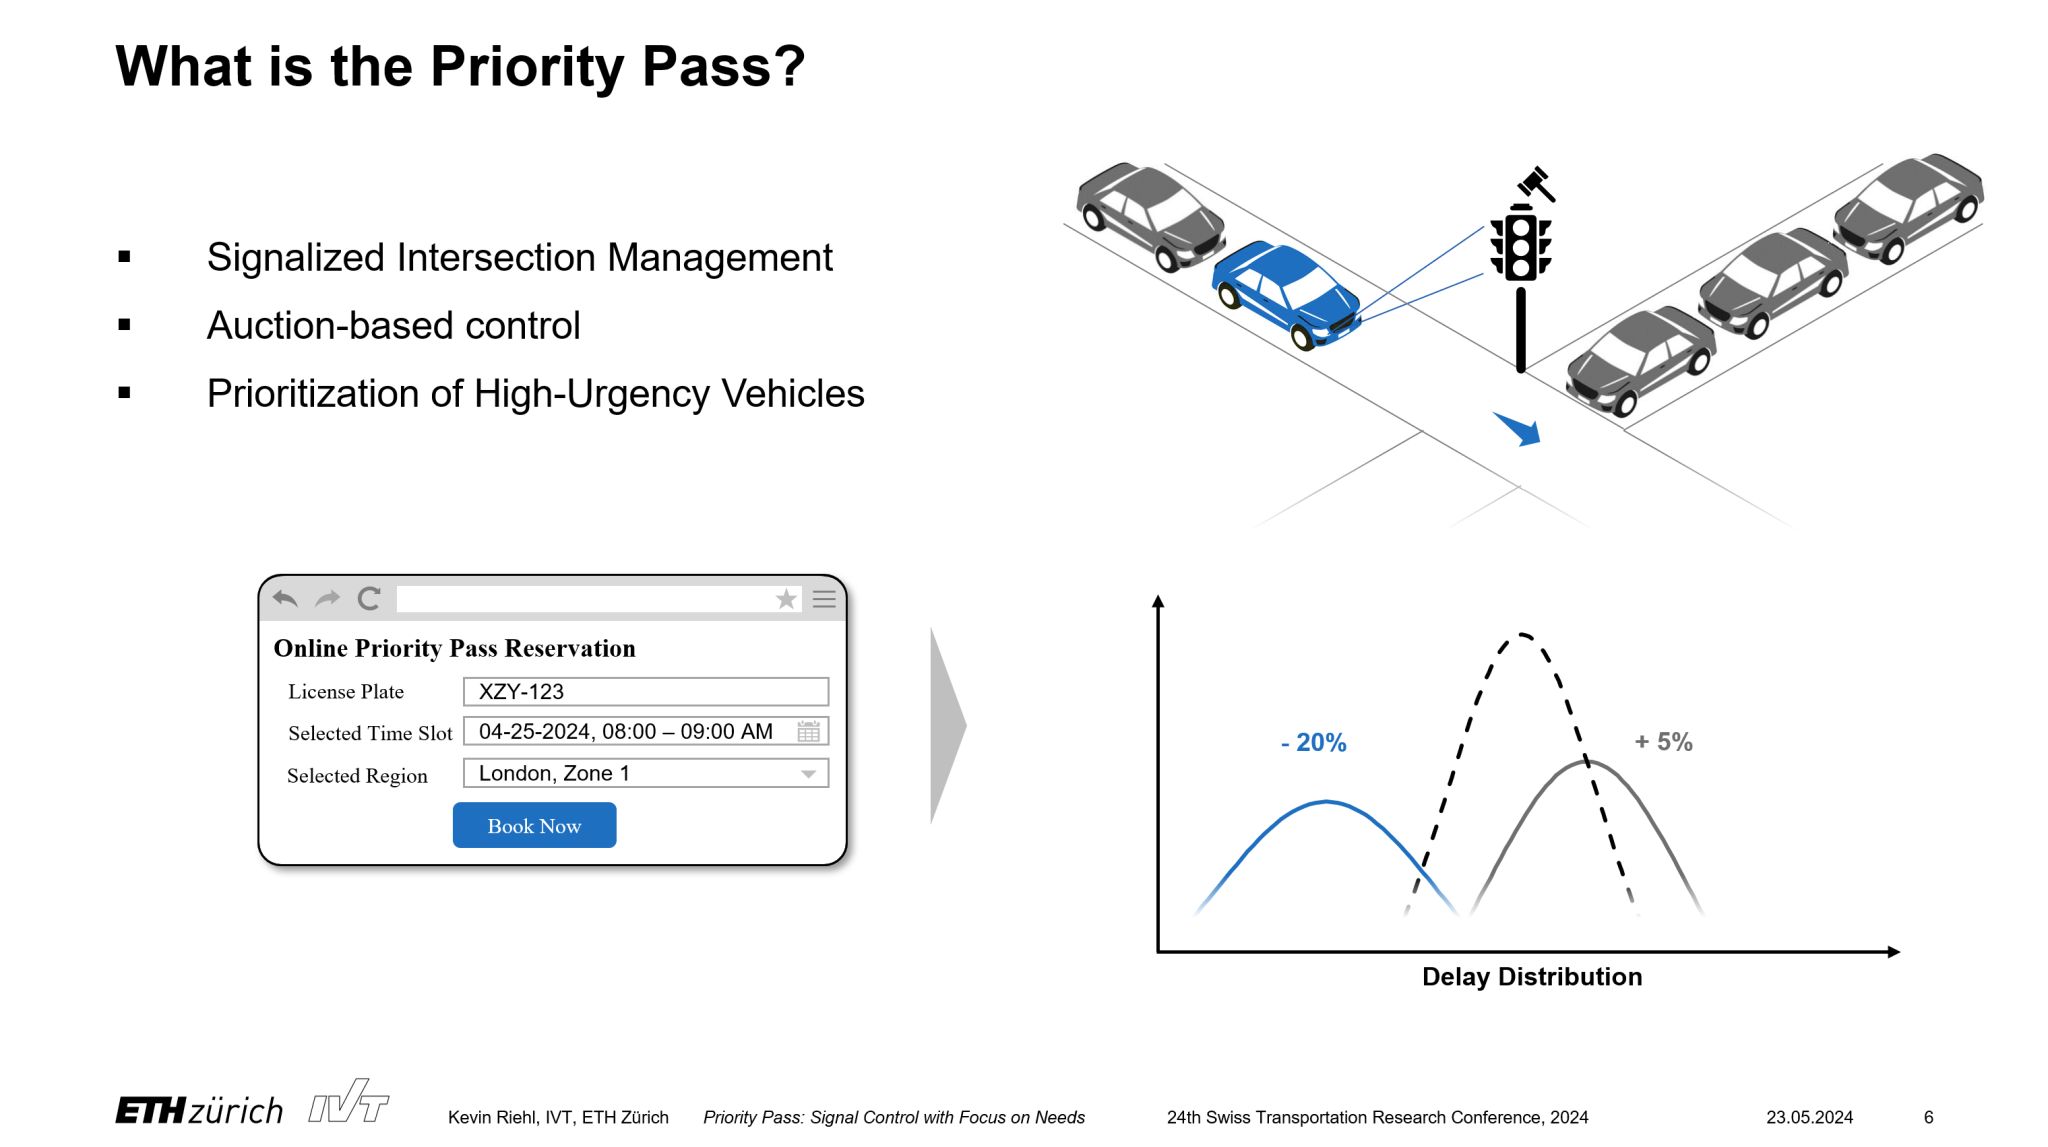 What is the Priority Pass?
▪ Signalized Intersection Management
▪ Auction-based control
▪ Prioritization of High-Urgency Vehicles
Online Priority Pass Reservation
License Plate XZY-123
Selected Time Slot 04-25-2024, 08:00 – 09:00 AM
Selected Region London, Zone 1
Book Now
- 20%
+ 5%
Delay Distribution
ETH zürich IVT Kevin Riehl, IVT, ETH Zürich Priority Pass: Signal Control with Focus on Needs 24th Swiss Transportation Research Conference, 2024 23.05.2024 6